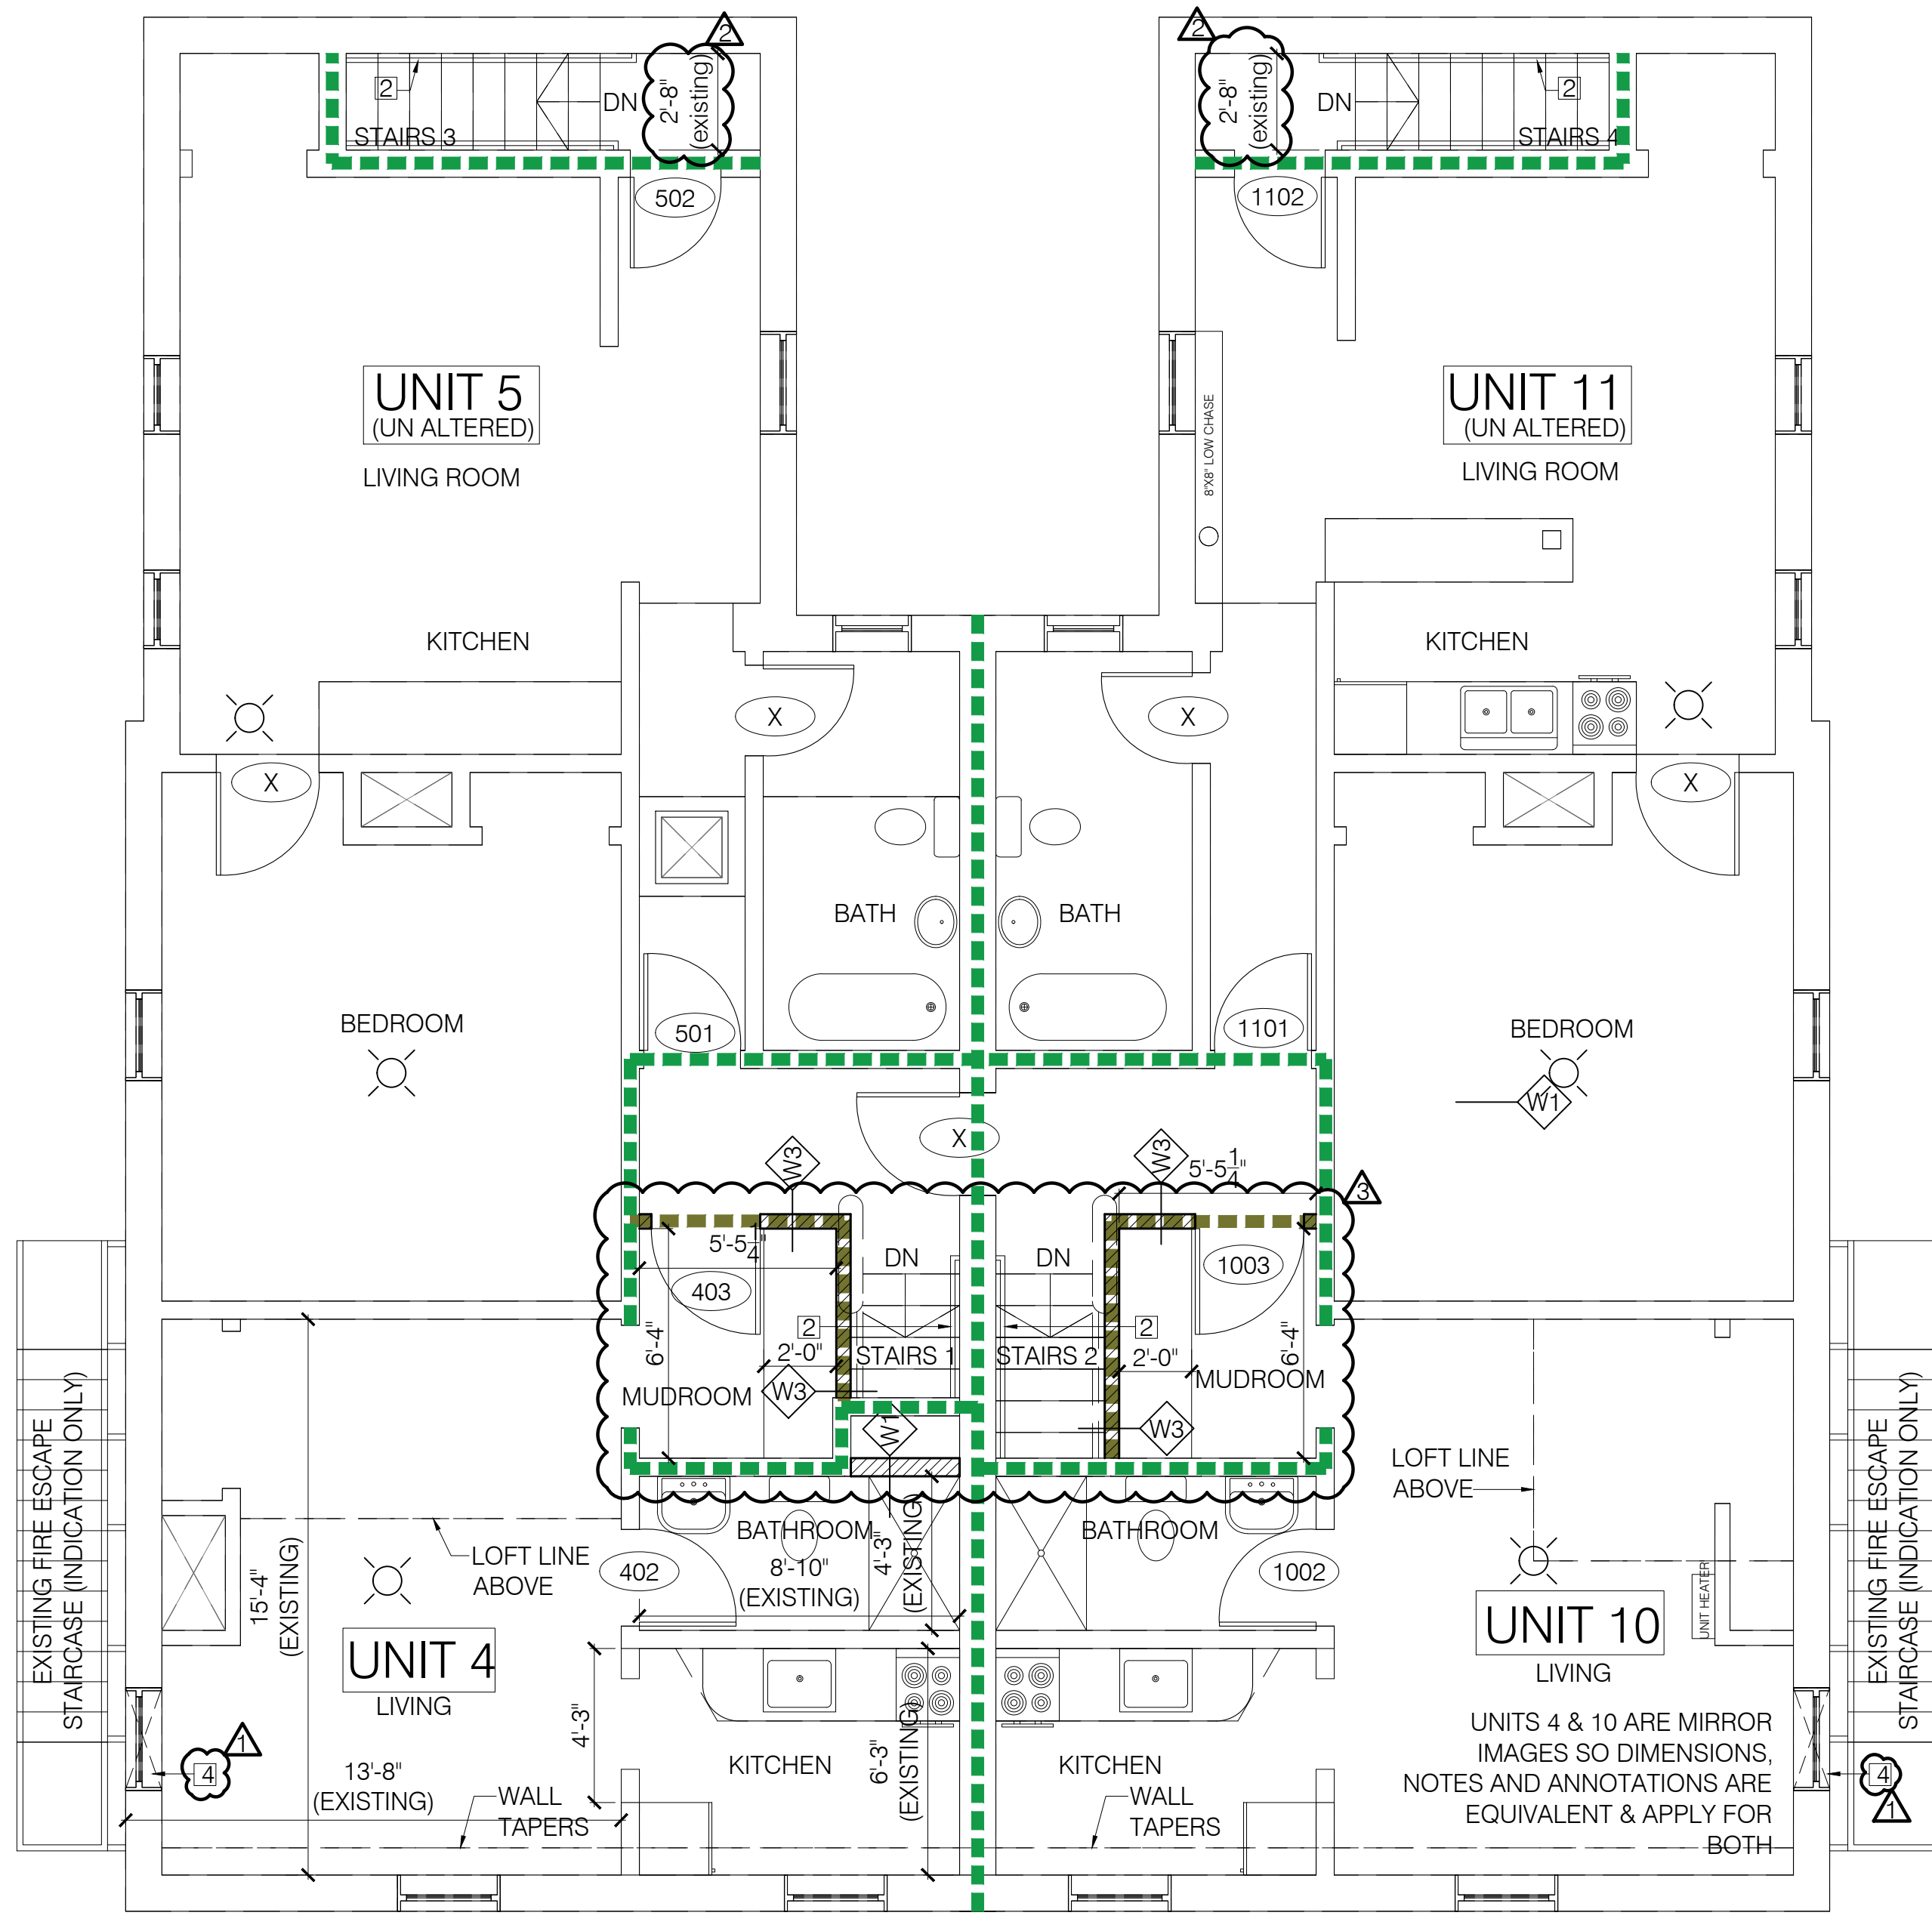 2
2
2'-8"
(existing)
2'-8"
(existing)
2
DN
DN
2
STAIRS 3
STAIRS 4
502
1102
UNIT 5
(UN ALTERED)
LIVING ROOM
8"X8" LOW CHASE
UNIT 11
(UN ALTERED)
LIVING ROOM
KITCHEN
KITCHEN
X
X
X
X
BATH
BATH
BEDROOM
501
1101
BEDROOM
W1
X
W3
W3
5'-5 1/4"
3
5'-5 1/4"
DN
DN
403
1003
6'-4"
2
2
6'-4"
2'-0"
STAIRS 1
STAIRS 2
2'-0"
MUDROOM
W3
MUDROOM
W1
W3
EXISTING FIRE ESCAPE
STAIRCASE (INDICATION ONLY)
LOFT LINE
ABOVE
EXISTING FIRE ESCAPE
STAIRCASE (INDICATION ONLY)
15'-4"
(EXISTING)
LOFT LINE
ABOVE
402
BATHROOM
8'-10"
(EXISTING)
4'-3"
(EXISTING)
BATHROOM
1002
UNIT HEATER
UNIT 4
LIVING
UNIT 10
LIVING
4'-3"
6'-3"
(EXISTING)
1
4
13'-8"
(EXISTING)
KITCHEN
KITCHEN
WALL
TAPERS
WALL
TAPERS
UNITS 4 & 10 ARE MIRROR
IMAGES SO DIMENSIONS,
NOTES AND ANNOTATIONS ARE
EQUIVALENT & APPLY FOR
BOTH
4
1